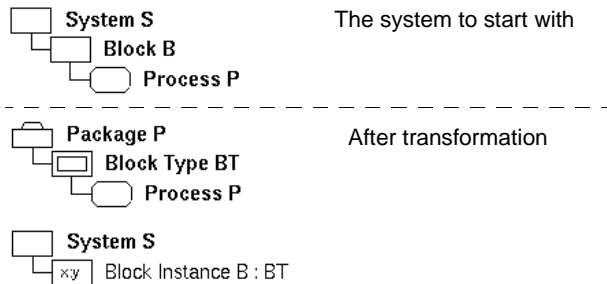 System S
The system to start with
Block B
Process P
Package P
After transformation
Block Type BT
Process P
System S
x:y Block Instance B : BT